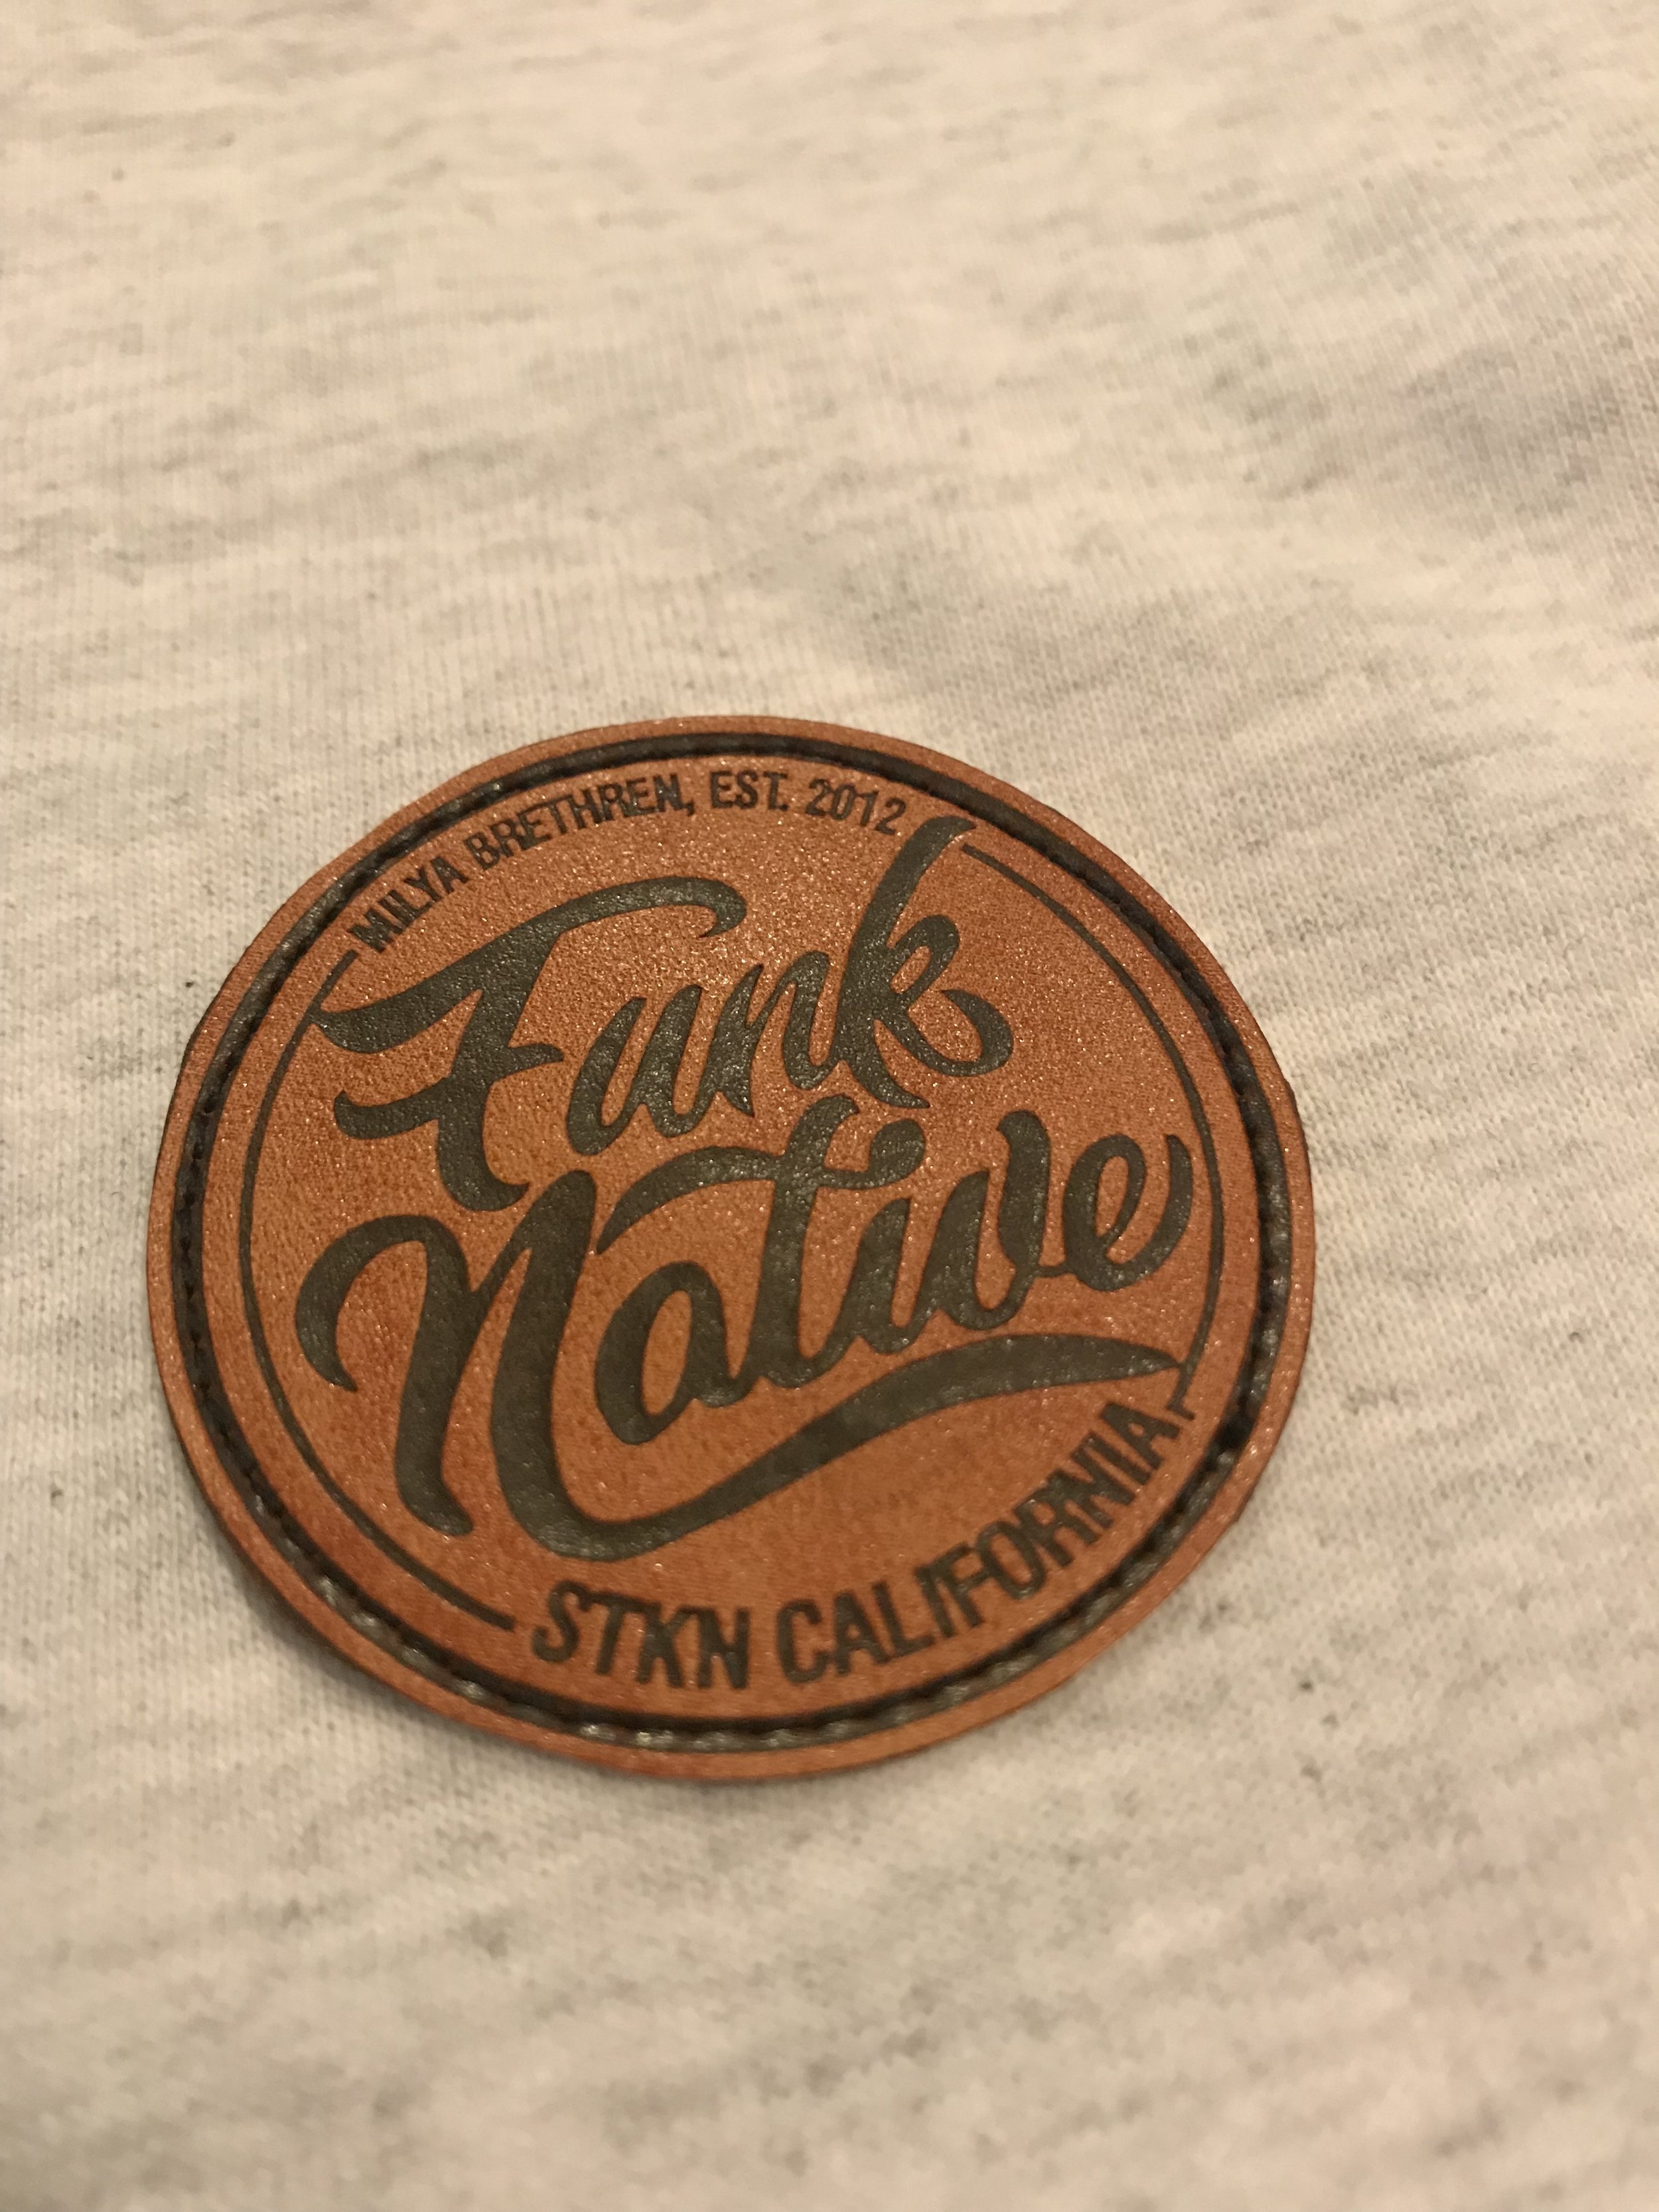 MILYA BRETHREN, EST. 2012
Funk
Native
STKN CALIFORNIA